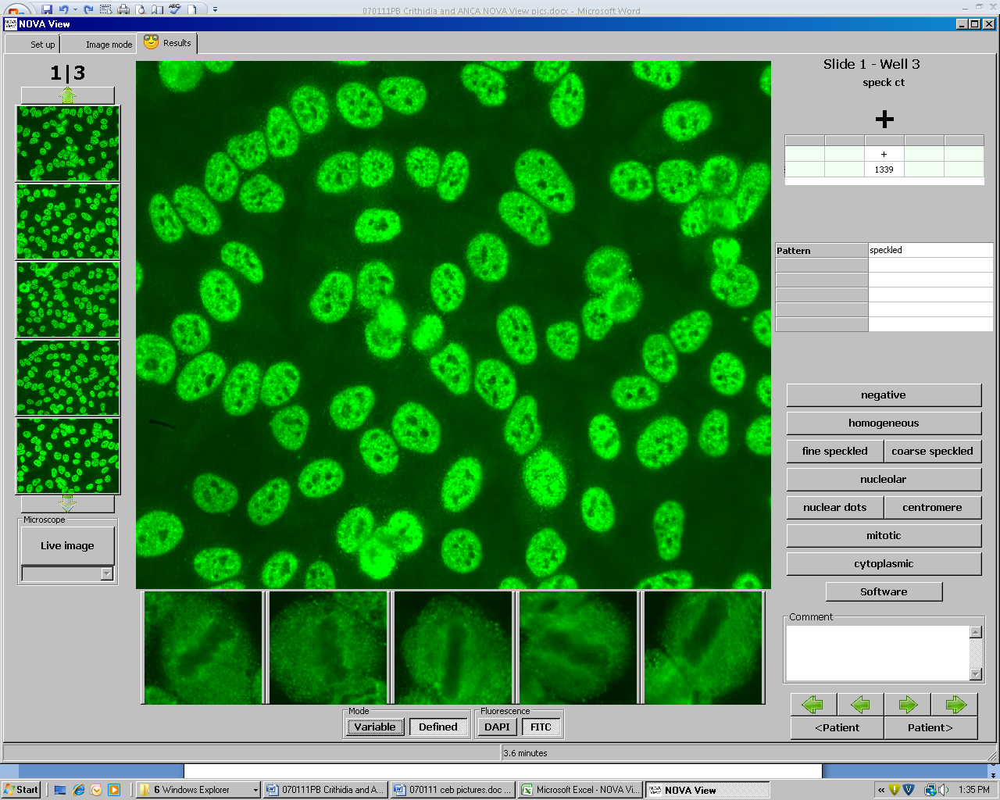 070111PB Crithidia and ANCA NOVA View pics.docx - Microsoft Word
NOVA View
Set up
Image mode
Results
1|3
Slide 1 - Well 3
speck ct
+
+
1339
Pattern
speckled
negative
homogeneous
fine speckled
coarse speckled
nucleolar
nuclear dots
centromere
mitotic
cytoplasmic
Software
Microscope
Live image
Comment
Mode
Variable
Defined
Fluorescence
DAPI
FITC
<Patient
Patient>
3.6 minutes
Start
6 Windows Explorer
070111PB Crithidia and A...
070111 ceb pictures.doc ...
Microsoft Excel - NOVA Vi...
NOVA View
1:35 PM